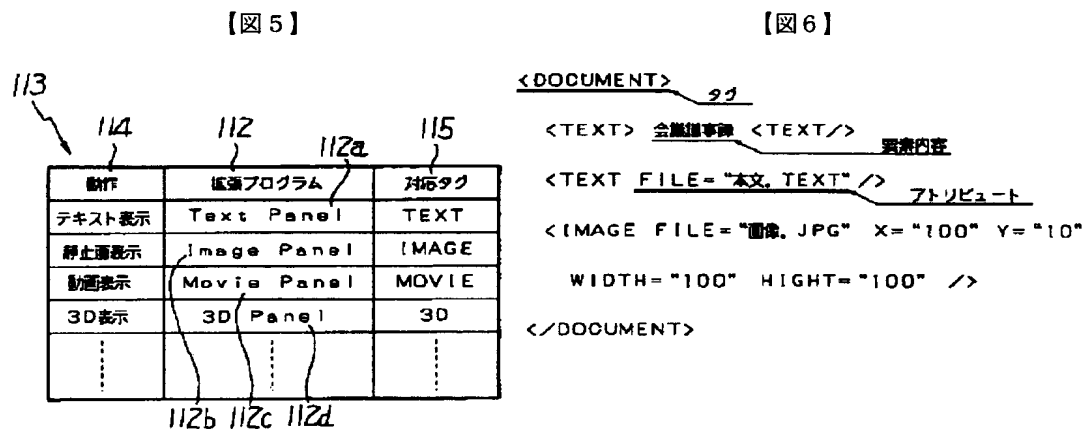 【図5】
113
114
112
112a
115
動作 拡張プログラム 対応タグ
テキスト表示 Text Panel TEXT
静止画表示 Image Panel IMAGE
動画表示 Movie Panel MOVIE
3D表示 3D Panel 3D
112b 112c 112d
【図6】
<DOCUMENT>
タグ
<TEXT> 会議議事録 <TEXT/>
要素内容
<TEXT FILE="本文.TEXT" />
アトリビュート
<IMAGE FILE="画像.JPG" X="100" Y="10"
WIDTH="100" HIGHT="100" />
</DOCUMENT>